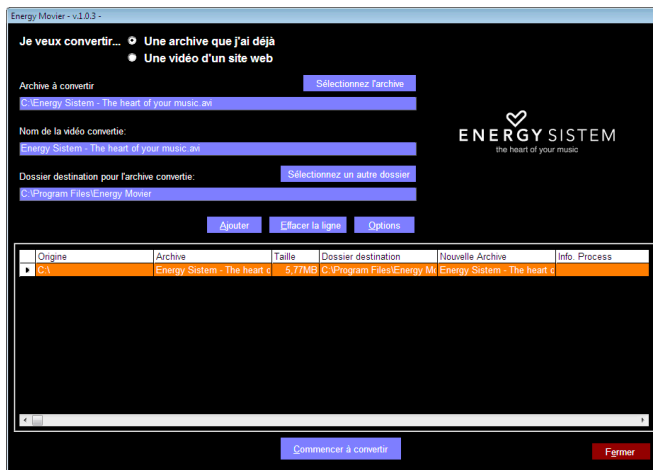 Energy Movier - v.1.0.3 -
Je veux convertir... Une archive que j'ai déjà
Une vidéo d'un site web
Sélectionnez l'archive
Archive à convertir
C:\Energy Sistem - The heart of your music.avi
Nom de la vidéo convertie:
Energy Sistem - The heart of your music.avi
ENERGY SISTEM
the heart of your music
Dossier destination pour l'archive convertie:
Sélectionnez un autre dossier
C:\Program Files\Energy Movier
Ajouter Effacer la ligne Options
Origine Archive Taille Dossier destination Nouvelle Archive Info. Process
C:\ Energy Sistem - The heart c 5,77MB C:\Program Files\Energy Mo Energy Sistem - The heart c
Commencer à convertir
Fermer